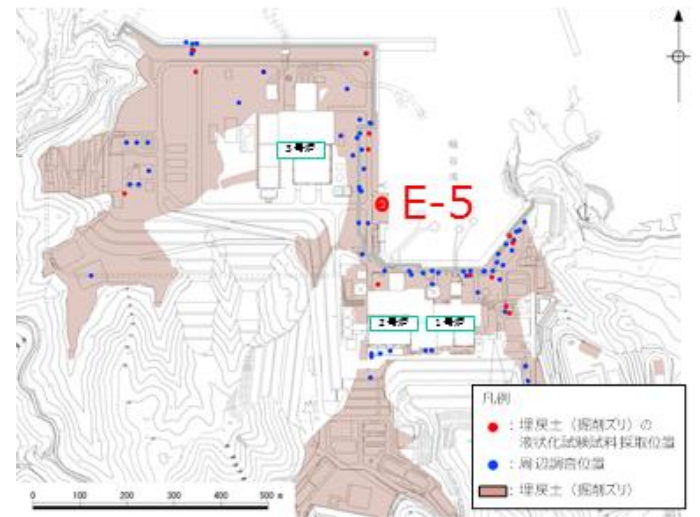 3号炉
E-5
2号炉
1号炉
凡例
：埋戻土（掘削ズリ）の
液状化試験試料採取位置
：周辺調査位置
：埋戻土（掘削ズリ）
0 100 200 300 400 500 m